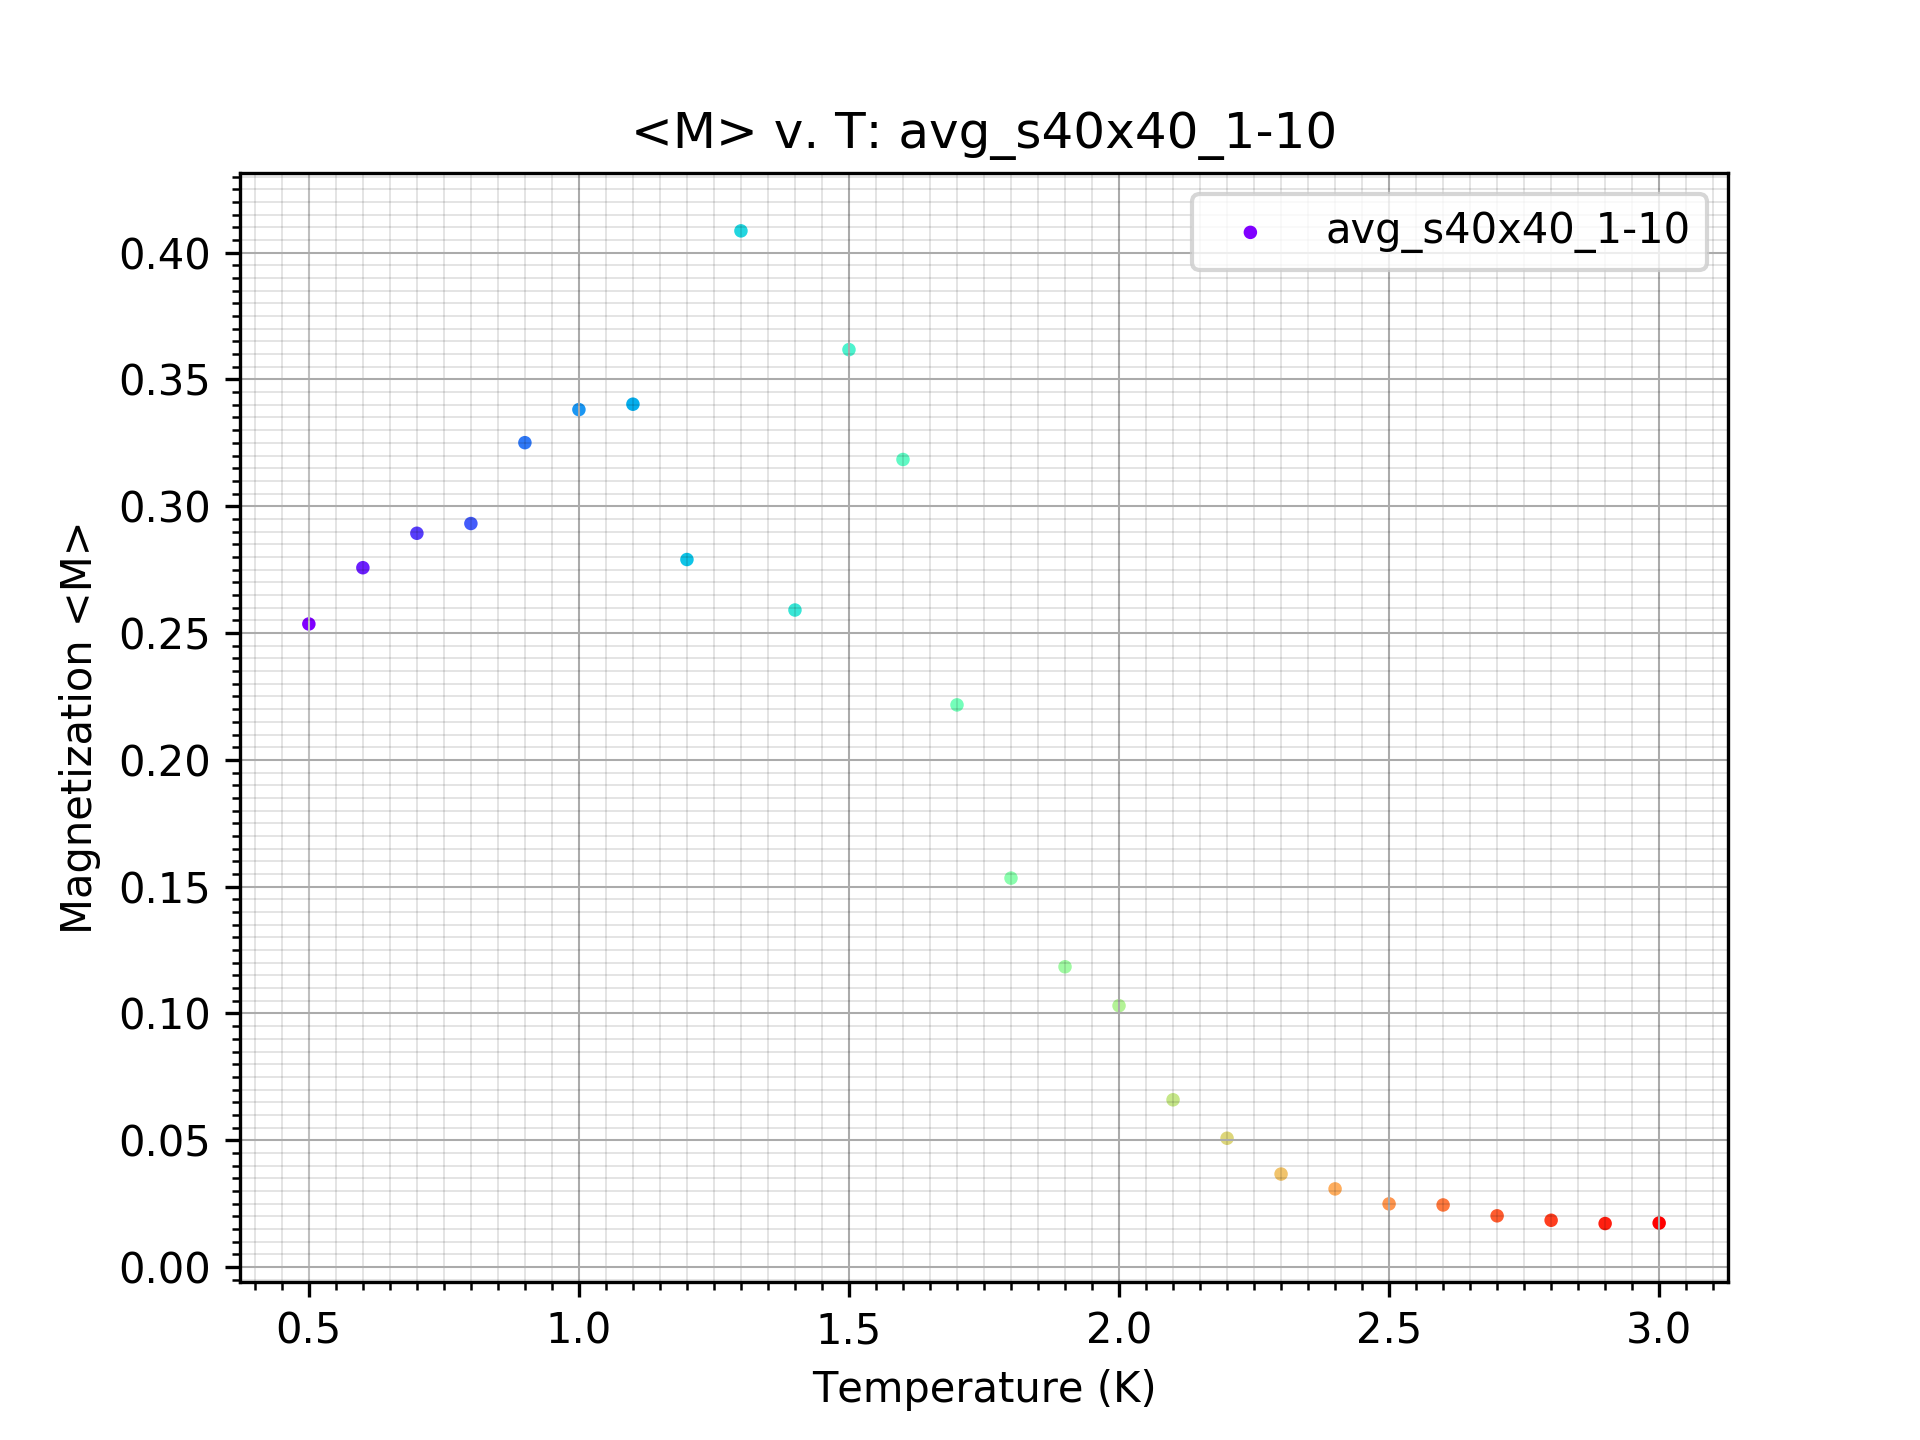 <M> v. T: avg_s40x40_1-10
avg_s40x40_1-10
0.40
0.35
0.30
0.25
0.20
0.15
0.10
0.05
0.00
Magnetization <M>
0.5 1.0 1.5 2.0 2.5 3.0
Temperature (K)